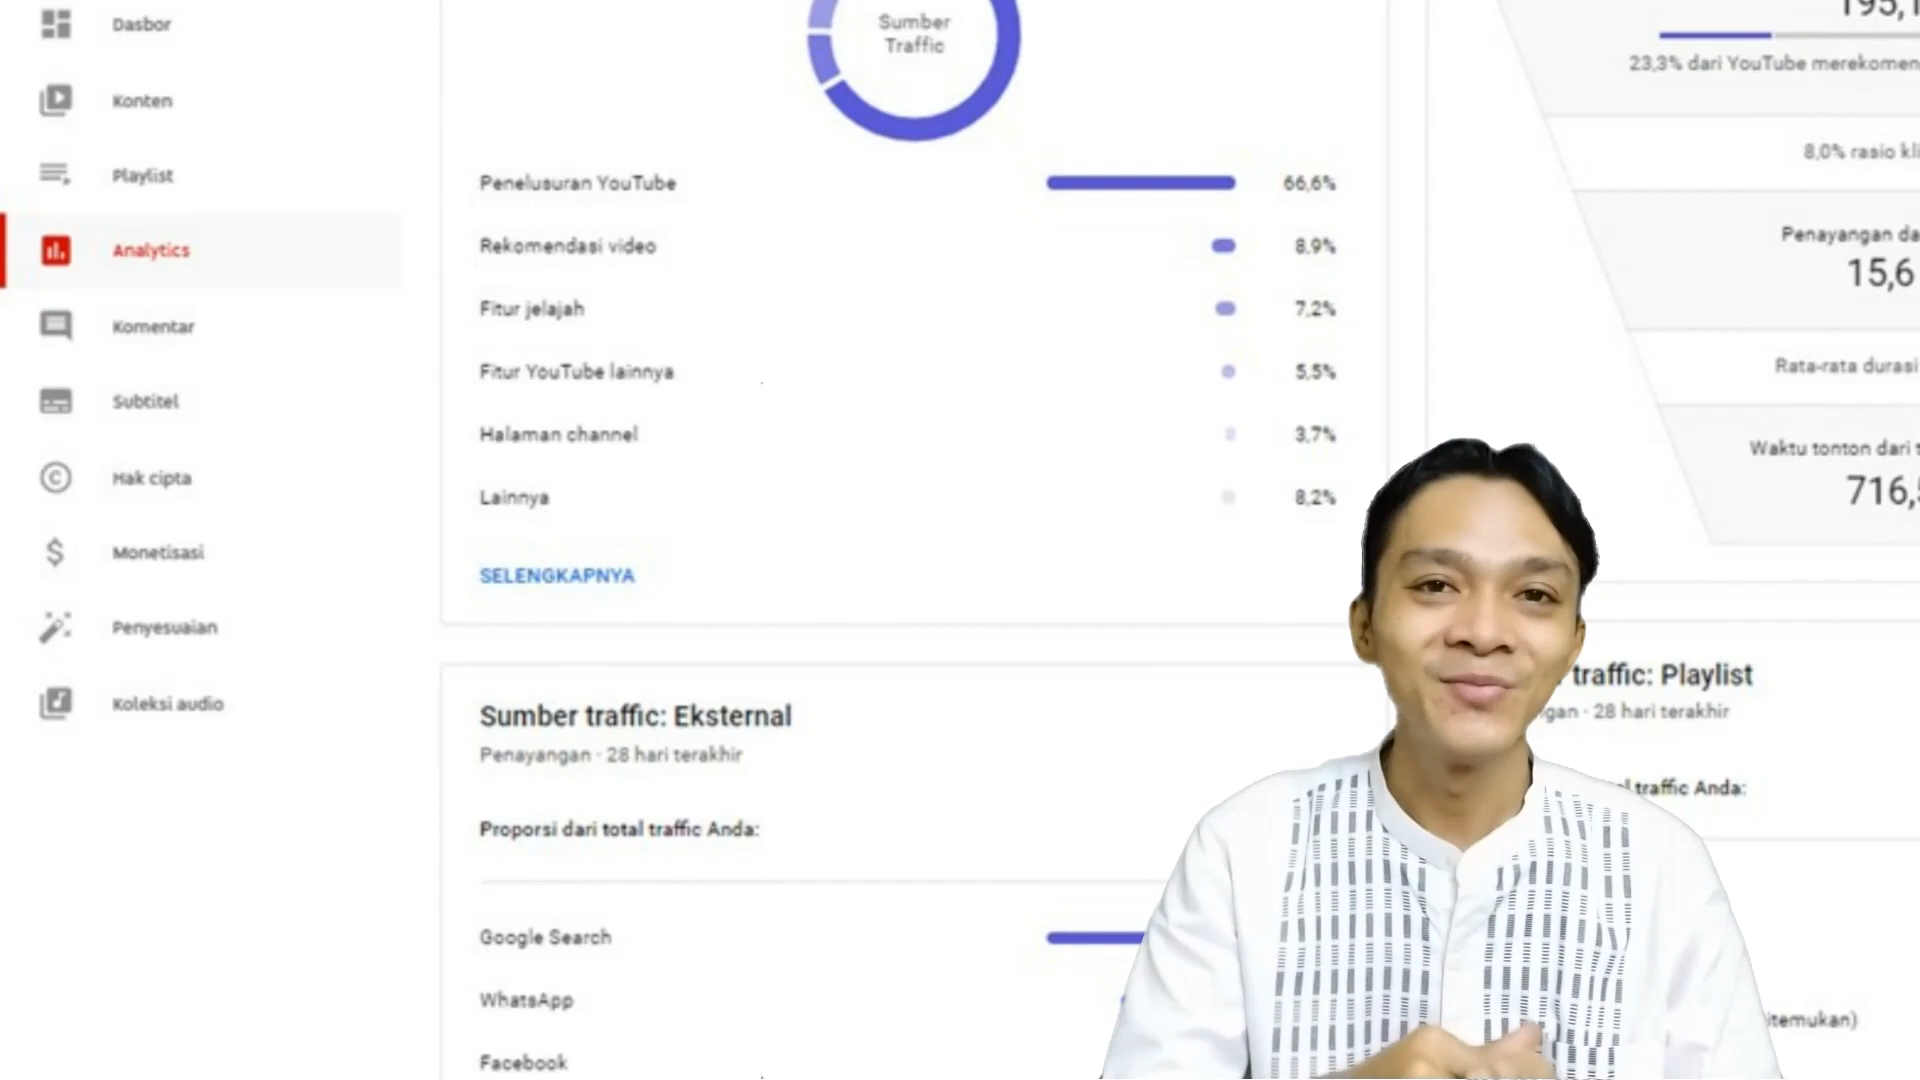 Dasbor
Konten
Playlist
Analytics
Komentar
Subtitel
Hak cipta
Monetisasi
Penyesuaian
Koleksi audio
Sumber
Traffic
Penelusuran YouTube 66,6%
Rekomendasi video 8,9%
Fitur jelajah 7,2%
Fitur YouTube lainnya 5,5%
Halaman channel 3,7%
Lainnya 8,2%
SELENGKAPNYA
Sumber traffic: Eksternal
Penayangan · 28 hari terakhir
Proporsi dari total traffic Anda:
Google Search
WhatsApp
Facebook
23,3% dari YouTube
8,0% rasio
Penayangan
15,6
Rata-rata durasi
Waktu tonton dari
716,
traffic: Playlist
· 28 hari terakhir
traffic Anda: